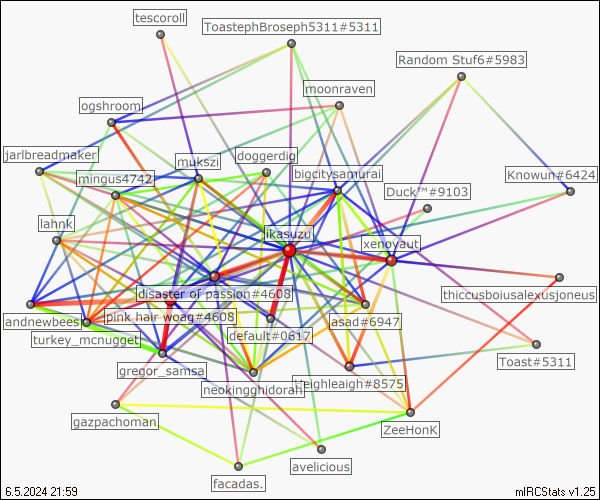 tescoroll
ToastephBroseph5311#5311
Random Stuf6#5983
moonraven
ogshroom
jarlbreadmaker
mukszi
doggerdig
mingus4742
bigcitysamurai
Knowun#6424
Duck™#9103
lahnk
likasuzu
xenoyaut
thiccusboiusalexusjoneus
disaster of passion#4608
andnewbees
pink hair woag#4608
asad#6947
turkey_mcnugget
default#0617
Toast#5311
gregor_samsa
neokingghidorah
Heighleaigh#8575
gazpachoman
ZeeHonK
avelicious
facadas.
6.5.2024 21:59
mIRCStats v1.25